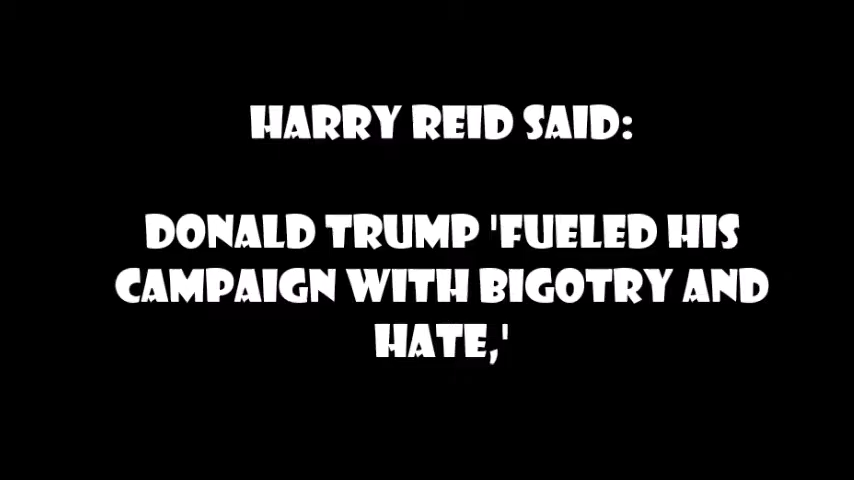 HARRY REID SAID:
DONALD TRUMP 'FUELED HIS
CAMPAIGN WITH BIGOTRY AND
HATE,'